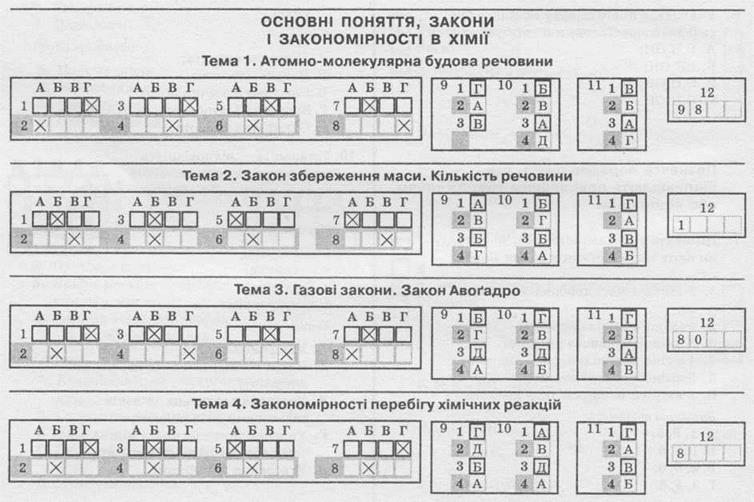 ОСНОВНІ ПОНЯТТЯ, ЗАКОНИ
І ЗАКОНОМІРНОСТІ В ХІМІЇ
Тема 1. Атомно-молекулярна будова речовини
А Б В Г А Б В Г А Б В Г А Б В Г 9 1 Г 10 1 Б 11 1 В 12
1 X 3 X 5 X 7 X 2 А 2 В 2 Б 9 8
2 X 4 X 6 X 8 X 3 В 3 А 3 А
4 Д 4 Г
Тема 2. Закон збереження маси. Кількість речовини
А Б В Г А Б В Г А Б В Г А Б В Г 9 1 А 10 1 Б 11 1 Г 12
1 X 3 X 5 X 7 X 2 В 2 Г 2 А 1
2 X 4 X 6 X 8 X 3 Б 3 Б 3 В
4 Г 4 А 4 Б
Тема 3. Газові закони. Закон Авоґадро
А Б В Г А Б В Г А Б В Г А Б В Г 9 1 Б 10 1 Г 11 1 Г 12
1 X 3 X 5 X 7 X 2 Г 2 В 2 Б 8 0
2 X 4 X 6 X 8 X 3 Д 3 Д 3 А
4 А 4 Б 4 В
Тема 4. Закономірності перебігу хімічних реакцій
А Б В Г А Б В Г А Б В Г А Б В Г 9 1 Г 10 1 А 11 1 Г 12
1 X 3 X 5 X 7 X 2 Д 2 В 2 А 8
2 X 4 X 6 X 8 X 3 Б 3 Д 3 В
4 А 4 А 4 Б